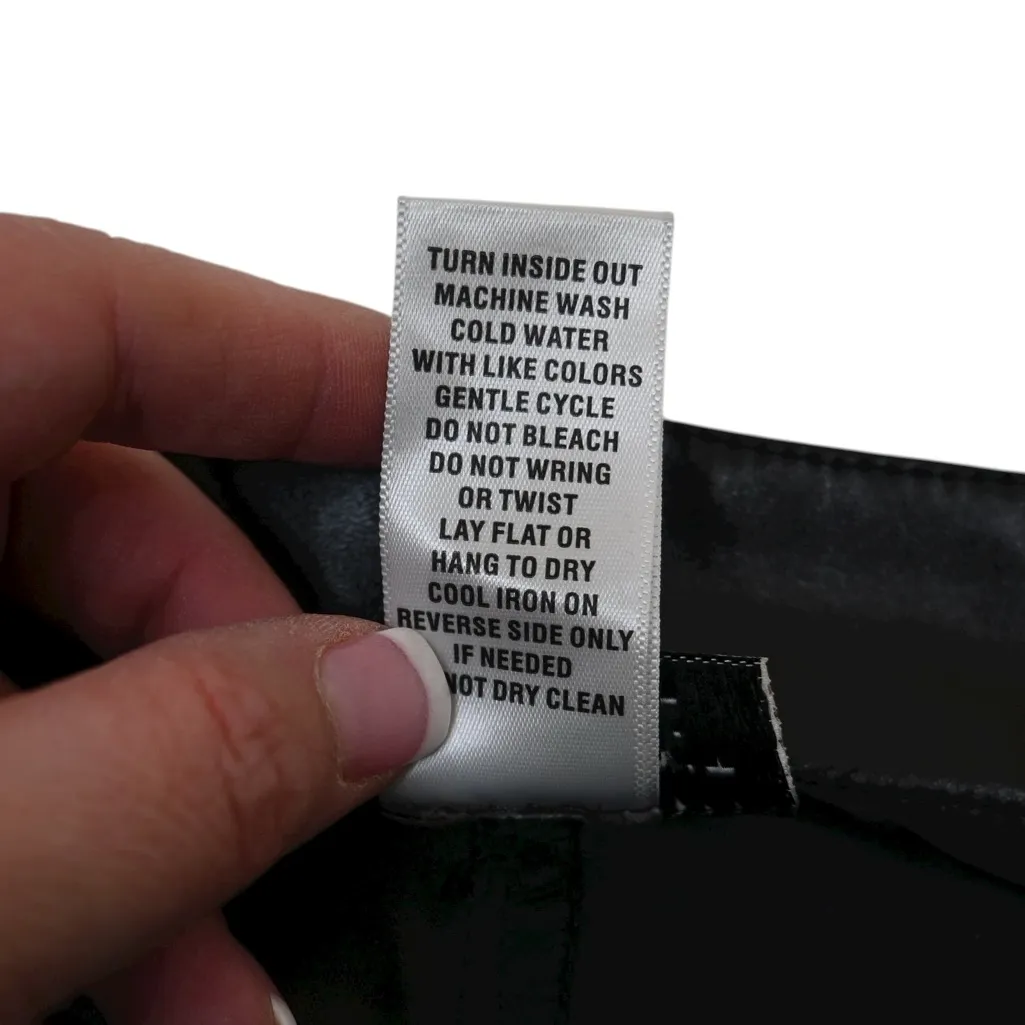 TURN INSIDE OUT
MACHINE WASH
COLD WATER
WITH LIKE COLORS
GENTLE CYCLE
DO NOT BLEACH
DO NOT WRING
OR TWIST
LAY FLAT OR
HANG TO DRY
COOL IRON ON
REVERSE SIDE ONLY
IF NEEDED
NOT DRY CLEAN